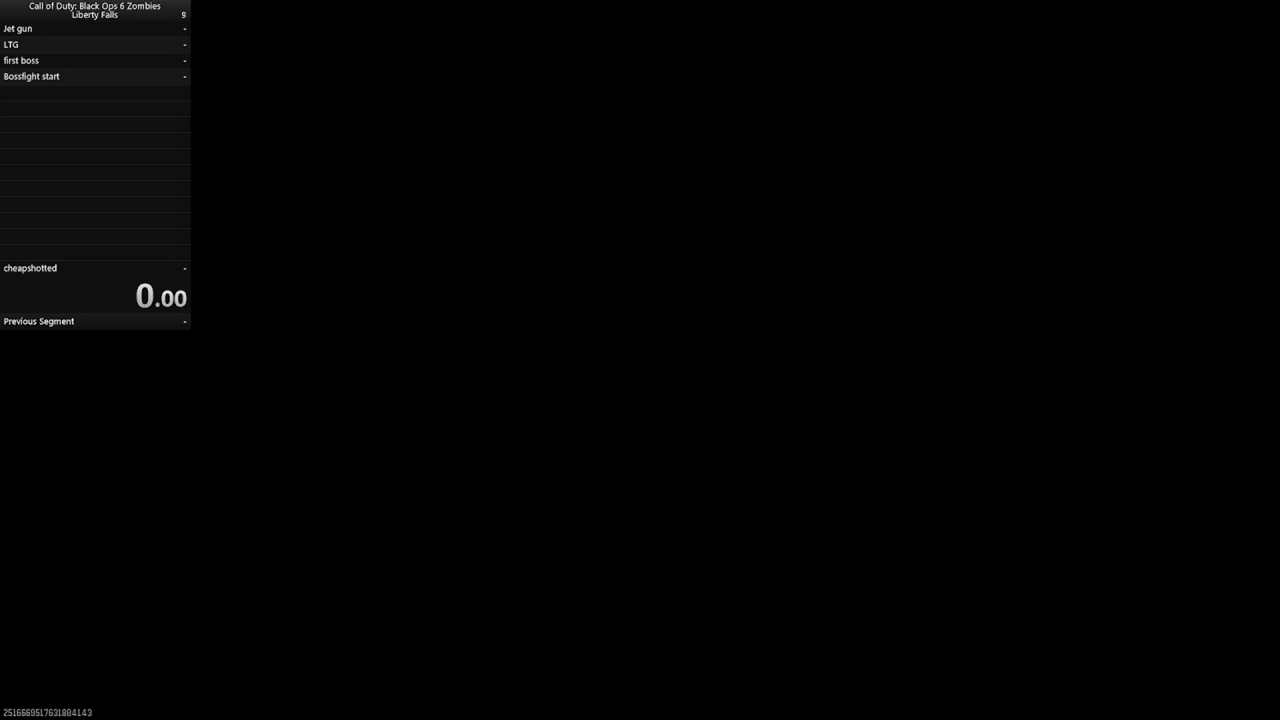 Call of Duty: Black Ops 6 Zombies
Liberty Falls 9
Jet gun -
LTG -
first boss -
Bossfight start -
cheapshotted -
0.00
Previous Segment -
2516669517631884143